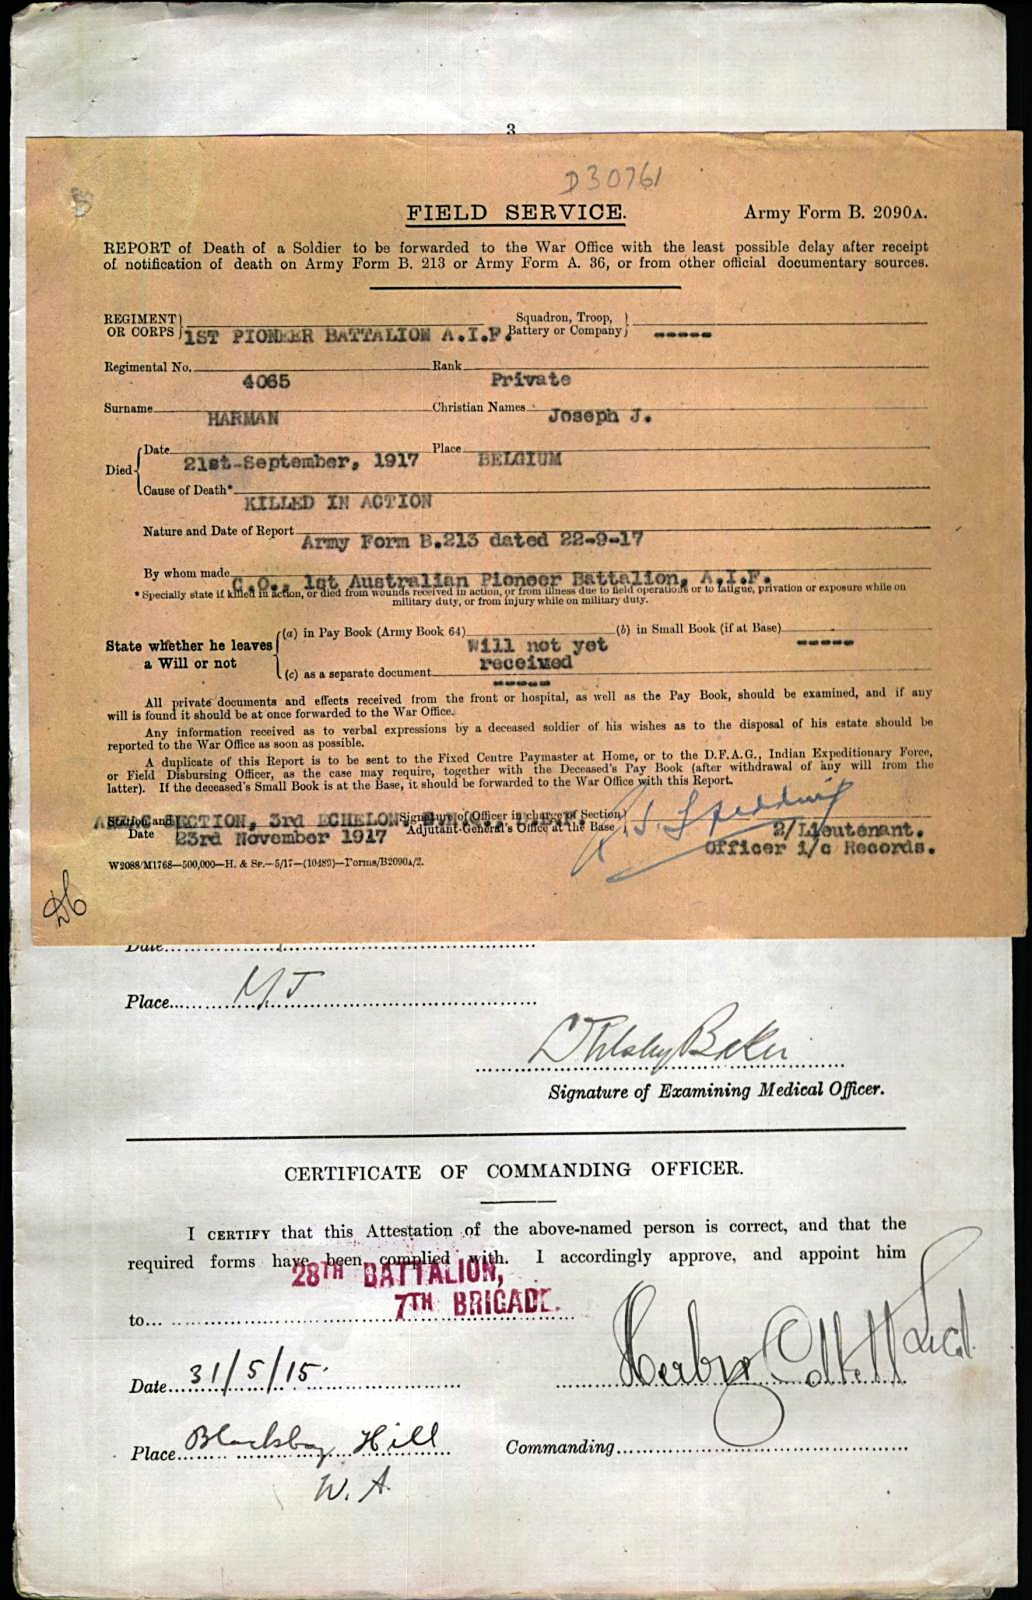 3
D30761
FIELD SERVICE.
Army Form B. 2090A.
REPORT of Death of a Soldier to be forwarded to the War Office with the least possible delay after receipt
of notification of death on Army Form B. 213 or Army Form A. 36, or from other official documentary sources.
REGIMENT OR CORPS 1ST PIONEER BATTALION A.I.F. Squadron, Troop, Battery or Company -----
Regimental No. 4065 Rank Private
Surname HARMAN Christian Names Joseph J.
Died Date 21st September, 1917 Place BELGIUM
Cause of Death* KILLED IN ACTION
Nature and Date of Report Army Form B.213 dated 22-9-17
By whom made C.O., 1st Australian Pioneer Battalion, A.I.F.
* Specially state if killed in action, or died from wounds received in action, or from illness due to field operations or to fatigue, privation or exposure while on
military duty, or from injury while on military duty.
State whether he leaves a Will or not
(a) in Pay Book (Army Book 64) Will not yet received (b) in Small Book (if at Base) -----
(c) as a separate document -----
All private documents and effects received from the front or hospital, as well as the Pay Book, should be examined, and if any
will is found it should be at once forwarded to the War Office.
Any information received as to verbal expressions by a deceased soldier of his wishes as to the disposal of his estate should be
reported to the War Office as soon as possible.
A duplicate of this Report is to be sent to the Fixed Centre Paymaster at Home, or to the D.F.A.G., Indian Expeditionary Force,
or Field Disbursing Officer, as the case may require, together with the Deceased's Pay Book (after withdrawal of any will from the
latter). If the deceased's Small Book is at the Base, it should be forwarded to the War Office with this Report.
Station and Date SECTION, 3rd ECHELON,
23rd November 1917
Signature of Officer in charge of Section
Adjutant-General's Office at the Base
2/Lieutenant.
Officer i/c Records.
W2088/M1768—500,000—H. & Sp.—5/17—(10489)—Forms/B2090A/2.
Date
Place
Baker
Signature of Examining Medical Officer.
CERTIFICATE OF COMMANDING OFFICER.
I CERTIFY that this Attestation of the above-named person is correct, and that the
required forms have been complied with. I accordingly approve, and appoint him
28TH BATTALION,
7TH BRIGADE.
to
Date 31/5/15
Place Blackboy Hill
W. A.
Commanding